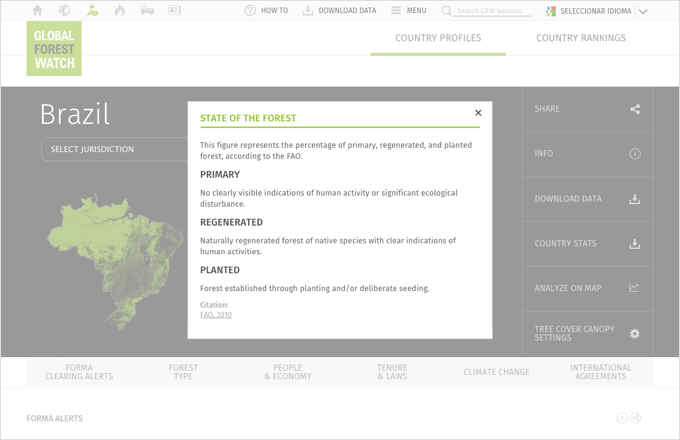 HOW TO
DOWNLOAD DATA
MENU
Search GFW website
SELECCIONAR IDIOMA
GLOBAL
FOREST
WATCH
COUNTRY PROFILES
COUNTRY RANKINGS
Brazil
SELECT JURISDICTION
STATE OF THE FOREST
This figure represents the percentage of primary, regenerated, and planted
forest, according to the FAO.
PRIMARY
No clearly visible indications of human activity or significant ecological
disturbance.
REGENERATED
Naturally regenerated forest of native species with clear indications of
human activities.
PLANTED
Forest established through planting and/or deliberate seeding.
Citation:
FAO, 2010
SHARE
INFO
DOWNLOAD DATA
COUNTRY STATS
ANALYZE ON MAP
TREE COVER CANOPY
SETTINGS
FORMA
CLEARING ALERTS
FOREST
TYPE
PEOPLE
& ECONOMY
TENURE
& LAWS
CLIMATE CHANGE
INTERNATIONAL
AGREEMENTS
FORMA ALERTS